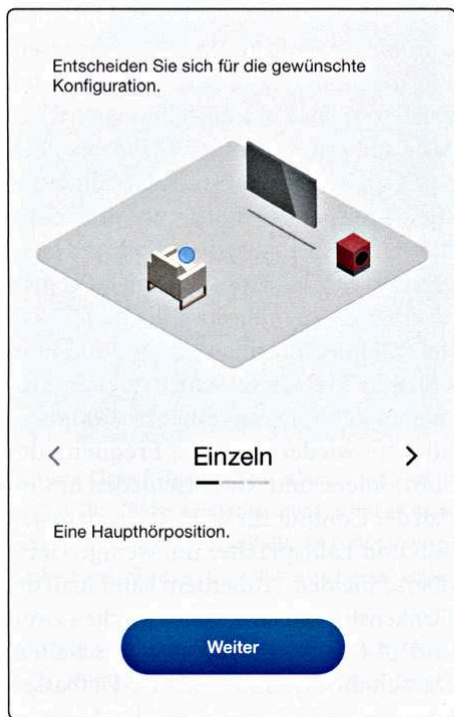 Entscheiden Sie sich für die gewünschte
Konfiguration.
Einzeln
Eine Haupthörposition.
Weiter